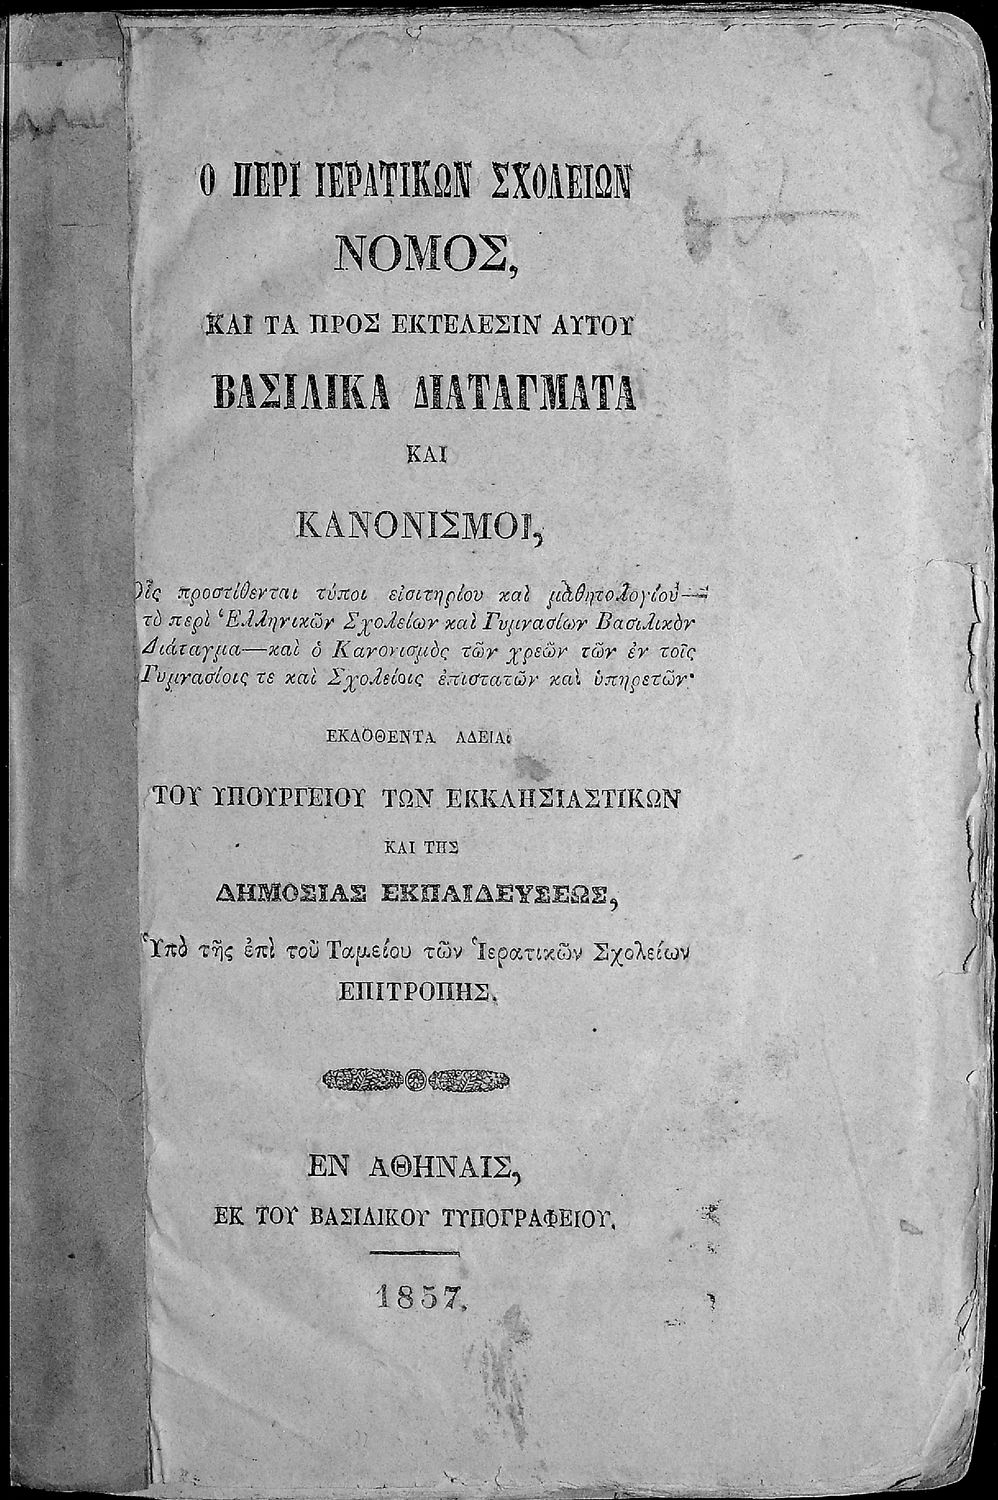 Ο ΠΕΡΙ ΙΕΡΑΤΙΚΩΝ ΣΧΟΛΕΙΩΝ
ΝΟΜΟΣ,
ΚΑΙ ΤΑ ΠΡΟΣ ΕΚΤΕΛΕΣΙΝ ΑΥΤΟΥ
ΒΑΣΙΛΙΚΑ ΔΙΑΤΑΓΜΑΤΑ
ΚΑΙ
ΚΑΝΟΝΙΣΜΟΙ,
Οἷς προστίθενται τύποι εἰσιτηρίου καὶ μαθητολογίου—
τὸ περὶ Ἑλληνικῶν Σχολείων καὶ Γυμνασίων Βασιλικὸν
Διάταγμα—καὶ ὁ Κανονισμὸς τῶν χρεῶν τῶν ἐν τοῖς
Γυμνασίοις τε καὶ Σχολείοις ἐπιστατῶν καὶ ὑπηρετῶν·
ΕΚΔΟΘΕΝΤΑ ΑΔΕΙΑι
ΤΟΥ ΥΠΟΥΡΓΕΙΟΥ ΤΩΝ ΕΚΚΛΗΣΙΑΣΤΙΚΩΝ
ΚΑΙ ΤΗΣ
ΔΗΜΟΣΙΑΣ ΕΚΠΑΙΔΕΥΣΕΩΣ,
Ὑπὸ τῆς ἐπὶ τοῦ Ταμείου τῶν Ἱερατικῶν Σχολείων
ΕΠΙΤΡΟΠΗΣ.
ΕΝ ΑΘΗΝΑΙΣ,
ΕΚ ΤΟΥ ΒΑΣΙΛΙΚΟΥ ΤΥΠΟΓΡΑΦΕΙΟΥ.
1857.